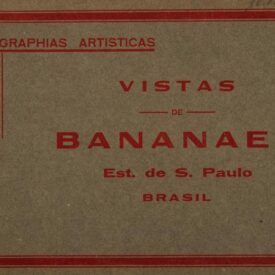 GRAPHIAS ARTISTICAS
VISTAS
DE
BANANAE
Est. de S. Paulo
BRASIL